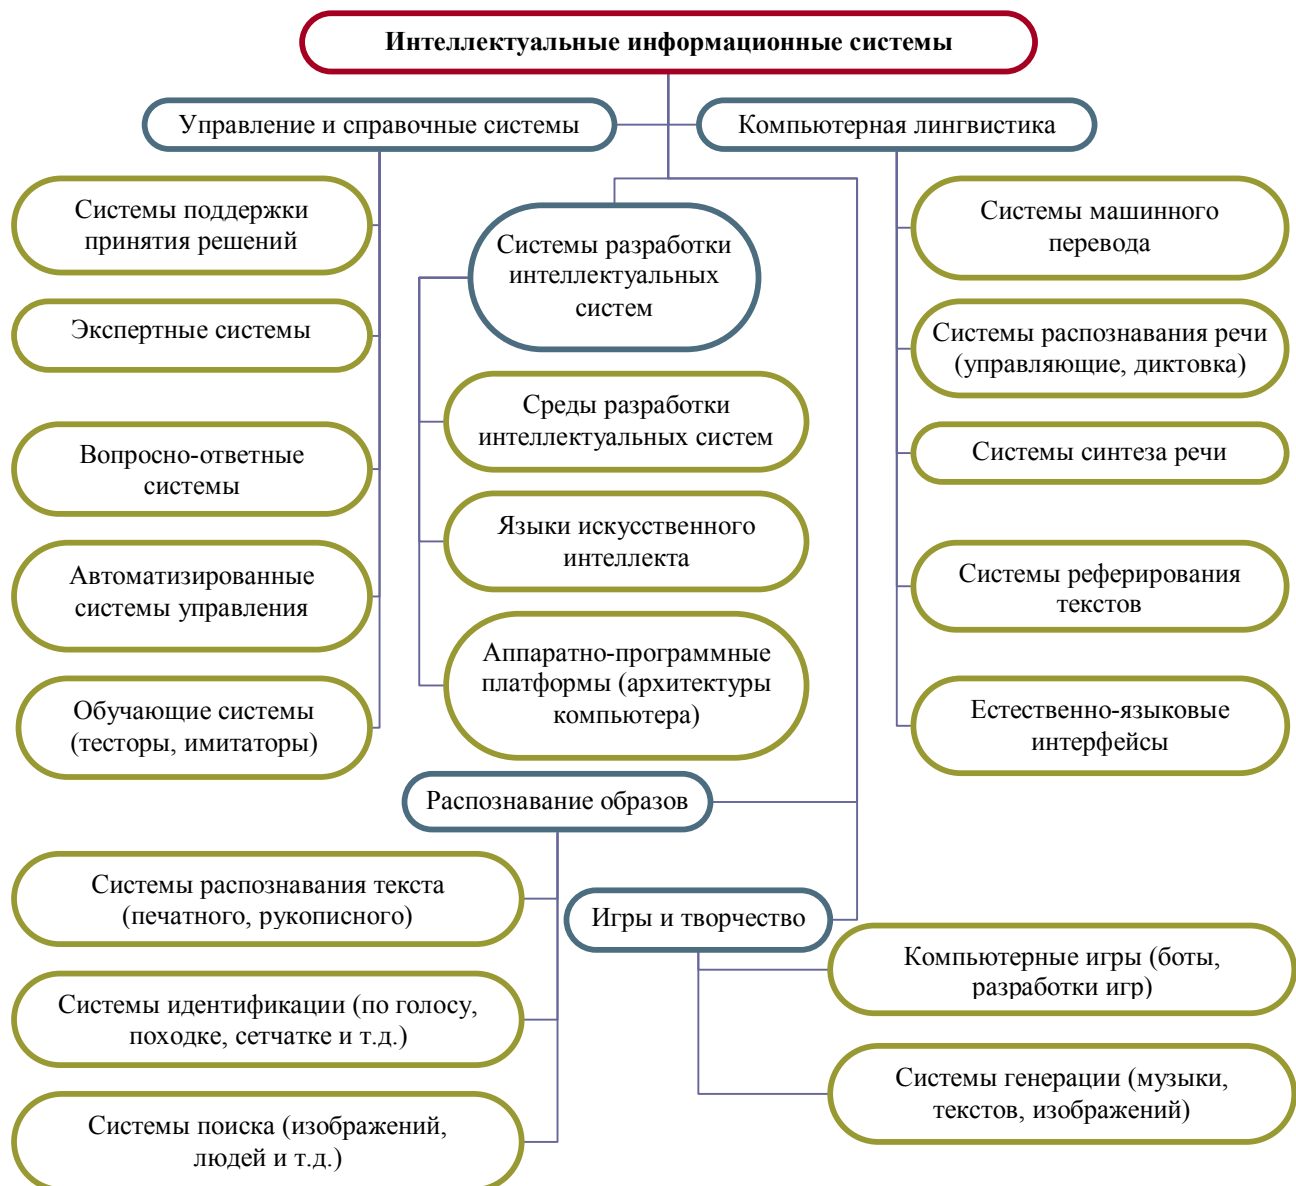 Интеллектуальные информационные системы
Управление и справочные системы
Компьютерная лингвистика
Системы поддержки
принятия решений
Экспертные системы
Вопросно-ответные
системы
Автоматизированные
системы управления
Обучающие системы
(тесторы, имитаторы)
Системы разработки
интеллектуальных
систем
Среды разработки
интеллектуальных систем
Языки искусственного
интеллекта
Аппаратно-программные
платформы (архитектуры
компьютера)
Системы машинного
перевода
Системы распознавания речи
(управляющие, диктовка)
Системы синтеза речи
Системы реферирования
текстов
Естественно-языковые
интерфейсы
Распознавание образов
Системы распознавания текста
(печатного, рукописного)
Системы идентификации (по голосу,
походке, сетчатке и т.д.)
Системы поиска (изображений,
людей и т.д.)
Игры и творчество
Компьютерные игры (боты,
разработки игр)
Системы генерации (музыки,
текстов, изображений)